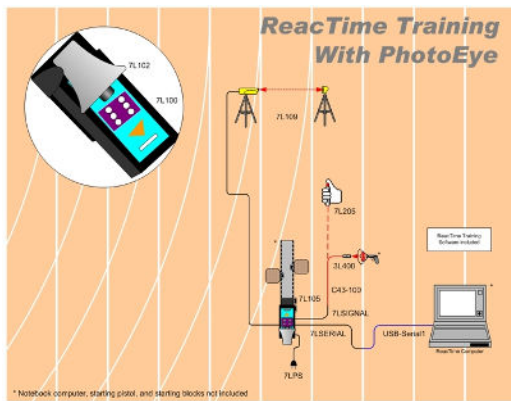 ReacTime Training
With PhotoEye
7L102
7L100
7L109
7L205
ReacTime Training
Software Included
3L400
7L105
C43-100
7LSIGNAL
7LSERIAL
USB-Serial1
ReacTime Computer
7LPS
* Notebook computer, starting pistol, and starting blocks not included